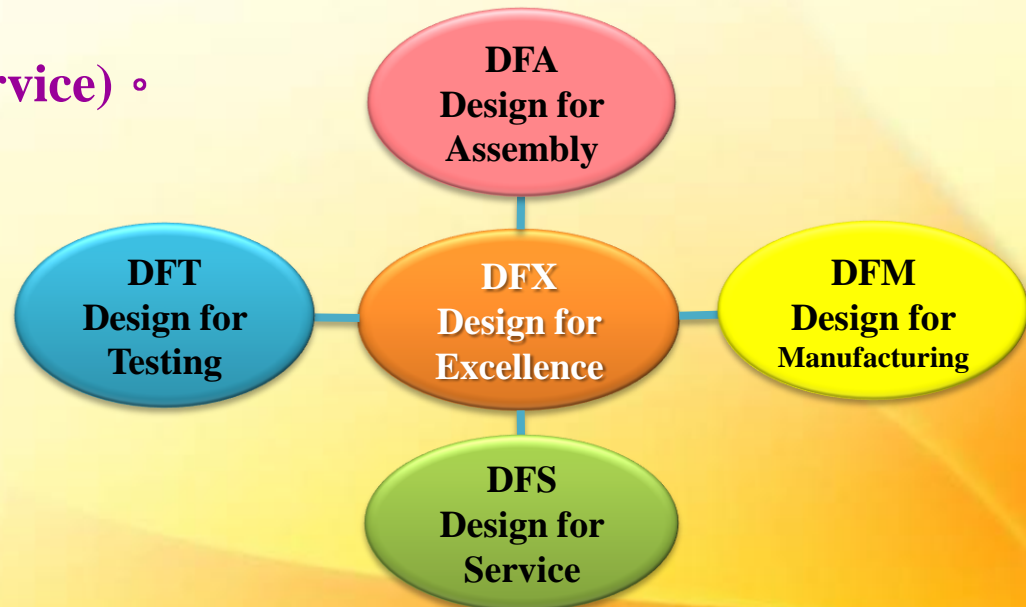 rvice)。
DFA
Design for
Assembly
DFT
Design for
Testing
DFX
Design for
Excellence
DFM
Design for
Manufacturing
DFS
Design for
Service